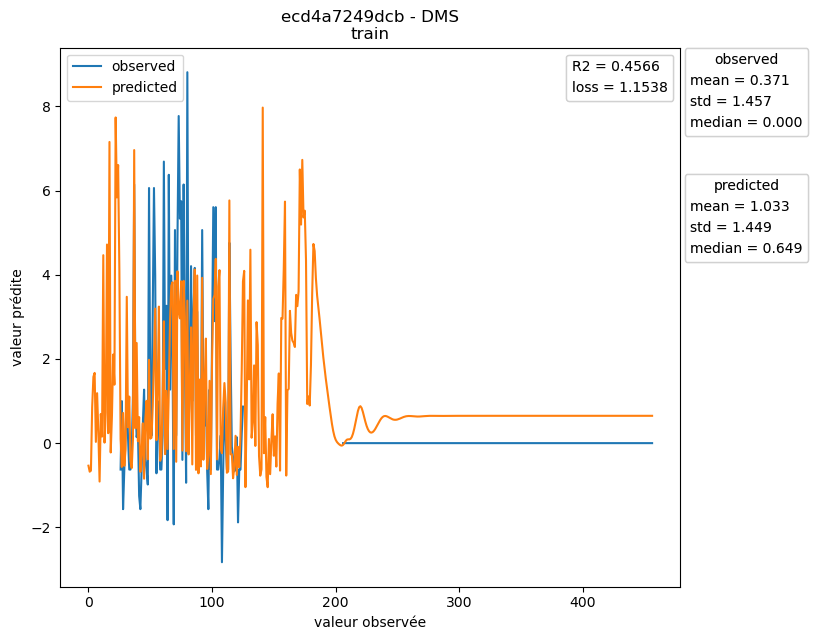 ecd4a7249dcb - DMS
train
observed
predicted
R2 = 0.4566
loss = 1.1538
observed
mean = 0.371
std = 1.457
median = 0.000
predicted
mean = 1.033
std = 1.449
median = 0.649
valeur prédite
8
6
4
2
0
−2
0
100
200
300
400
valeur observée